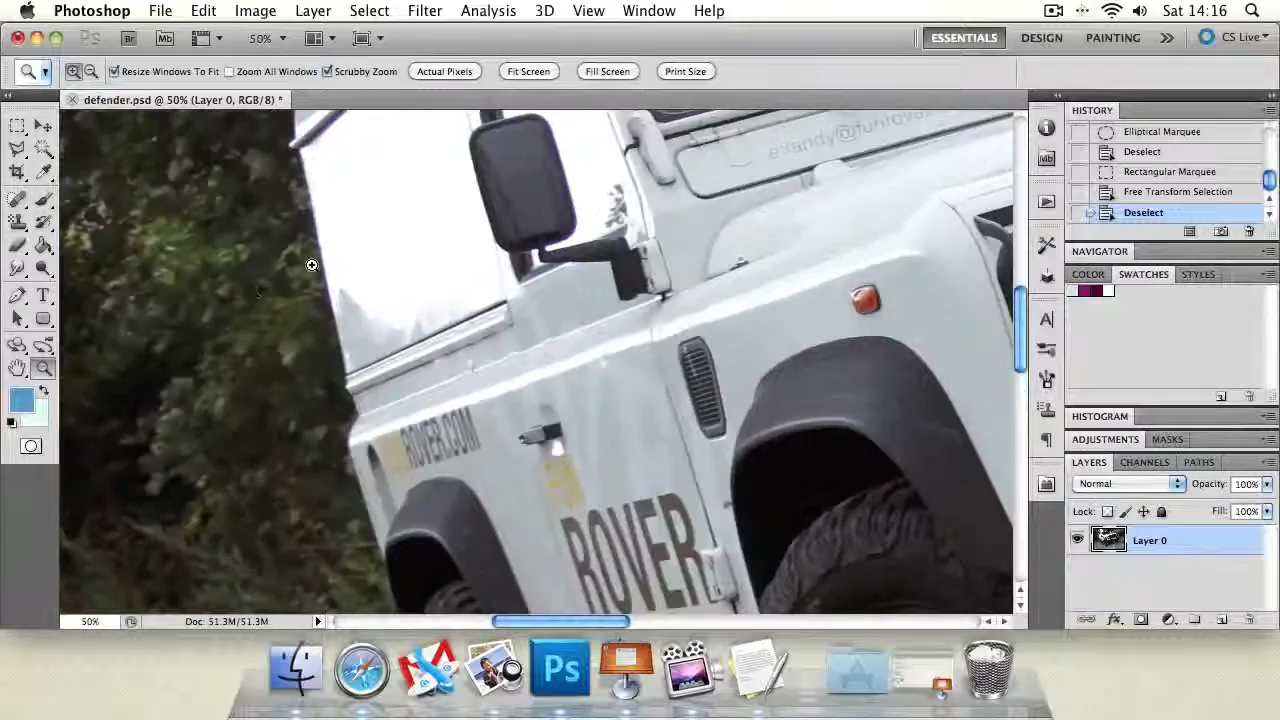 Photoshop File Edit Image Layer Select Filter Analysis 3D View Window Help Sat 14:16
Ps Br Mb 50% ESSENTIALS DESIGN PAINTING CS Live
Resize Windows To Fit Zoom All Windows Scrubby Zoom Actual Pixels Fit Screen Fill Screen Print Size
defender.psd @ 50% (Layer 0, RGB/8) *
HISTORY
Elliptical Marquee
Deselect
Rectangular Marquee
Free Transform Selection
Deselect
NAVIGATOR
COLOR SWATCHES STYLES
HISTOGRAM
ADJUSTMENTS MASKS
LAYERS CHANNELS PATHS
Normal Opacity: 100%
Lock: Fill: 100%
Layer 0
ROVER.COM
ROVER
50% Doc: 51.3M/51.3M
Ps